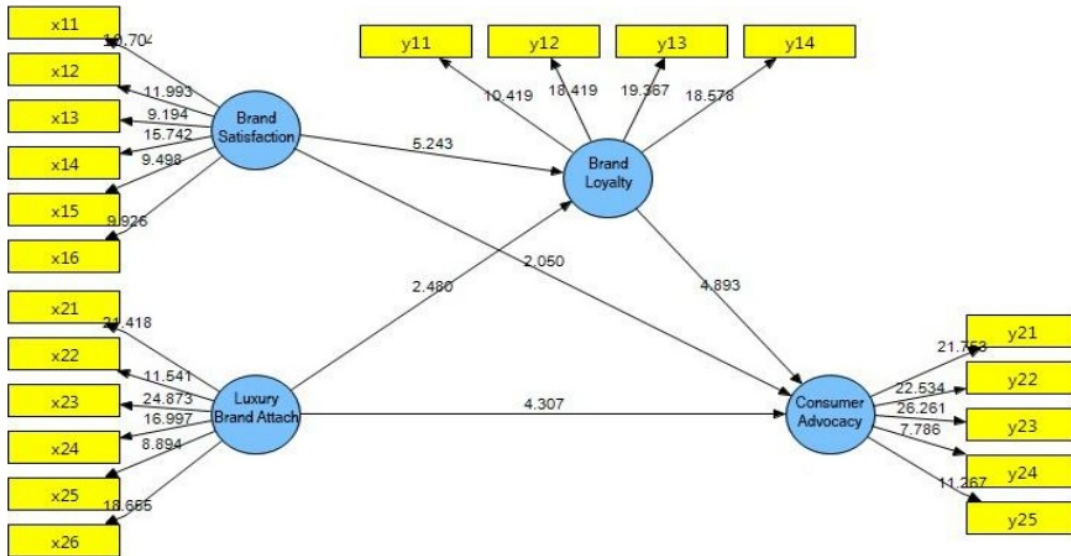 x11
x12
x13
x14
x15
x16
11.993
9.194
15.742
9.498
9.926
Brand
Satisfaction
y11
y12
y13
y14
10.419
18.419
19.367
18.578
Brand
Loyalty
5.243
2.050
2.480
4.893
4.307
x21
x22
x23
x24
x25
x26
21.418
11.541
24.873
16.997
8.894
18.665
Luxury
Brand Attach
Consumer
Advocacy
21.753
22.534
26.261
7.786
11.267
y21
y22
y23
y24
y25